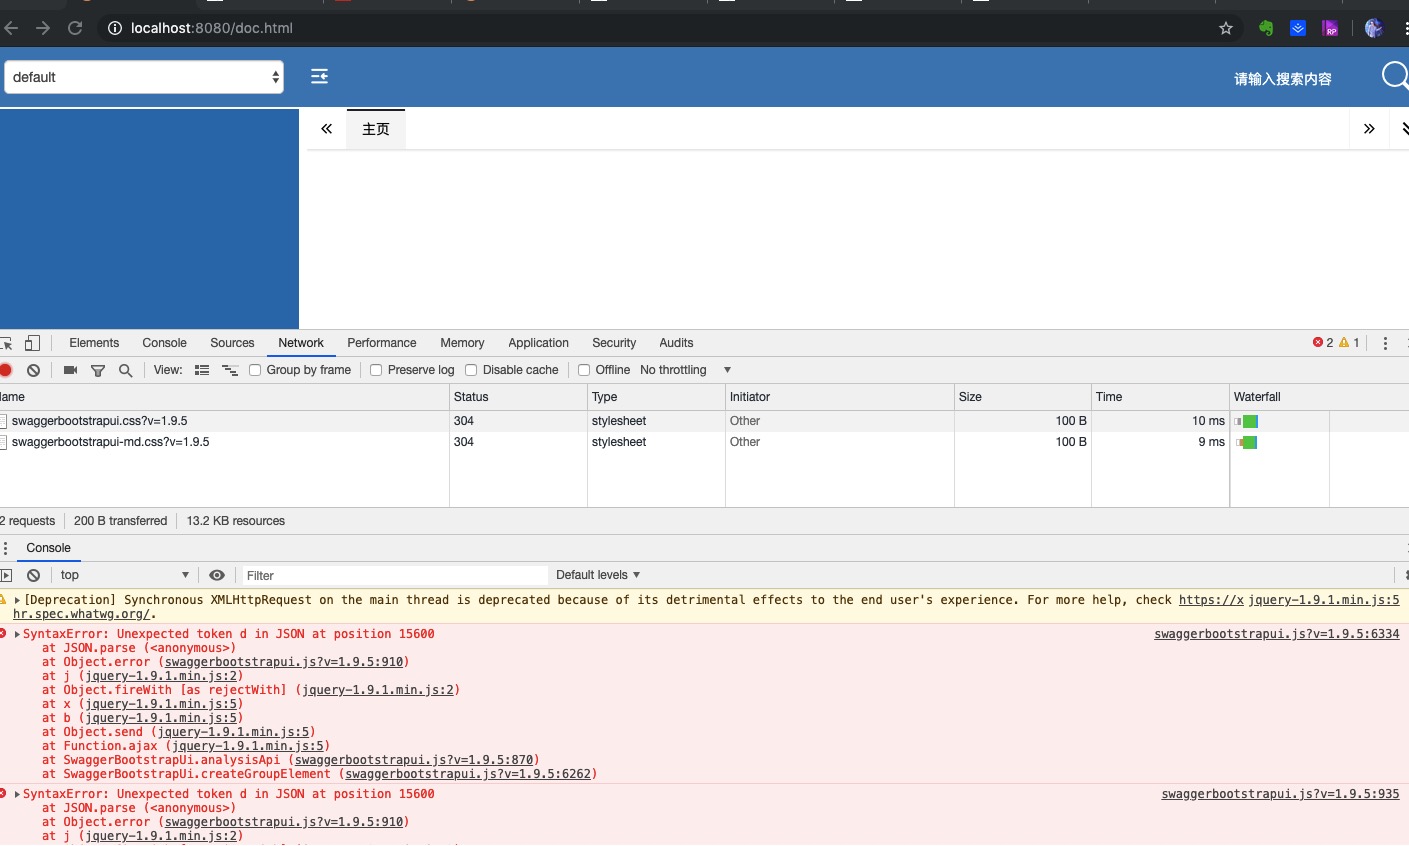 localhost:8080/doc.html
RP
default
请输入搜索内容
主页
Elements Console Sources Network Performance Memory Application Security Audits 2 1
View: Group by frame Preserve log Disable cache Offline No throttling
ame Status Type Initiator Size Time Waterfall
swaggerbootstrapui.css?v=1.9.5 304 stylesheet Other 100 B 10 ms
swaggerbootstrapui-md.css?v=1.9.5 304 stylesheet Other 100 B 9 ms
2 requests 200 B transferred 13.2 KB resources
Console
top Filter Default levels
[Deprecation] Synchronous XMLHttpRequest on the main thread is deprecated because of its detrimental effects to the end user's experience. For more help, check https://x jquery-1.9.1.min.js:5
hr.spec.whatwg.org/.
SyntaxError: Unexpected token d in JSON at position 15600 swaggerbootstrapui.js?v=1.9.5:6334
at JSON.parse (<anonymous>)
at Object.error (swaggerbootstrapui.js?v=1.9.5:910)
at j (jquery-1.9.1.min.js:2)
at Object.fireWith [as rejectWith] (jquery-1.9.1.min.js:2)
at x (jquery-1.9.1.min.js:5)
at b (jquery-1.9.1.min.js:5)
at Object.send (jquery-1.9.1.min.js:5)
at Function.ajax (jquery-1.9.1.min.js:5)
at SwaggerBootstrapUi.analysisApi (swaggerbootstrapui.js?v=1.9.5:870)
at SwaggerBootstrapUi.createGroupElement (swaggerbootstrapui.js?v=1.9.5:6262)
SyntaxError: Unexpected token d in JSON at position 15600 swaggerbootstrapui.js?v=1.9.5:935
at JSON.parse (<anonymous>)
at Object.error (swaggerbootstrapui.js?v=1.9.5:910)
at j (jquery-1.9.1.min.js:2)